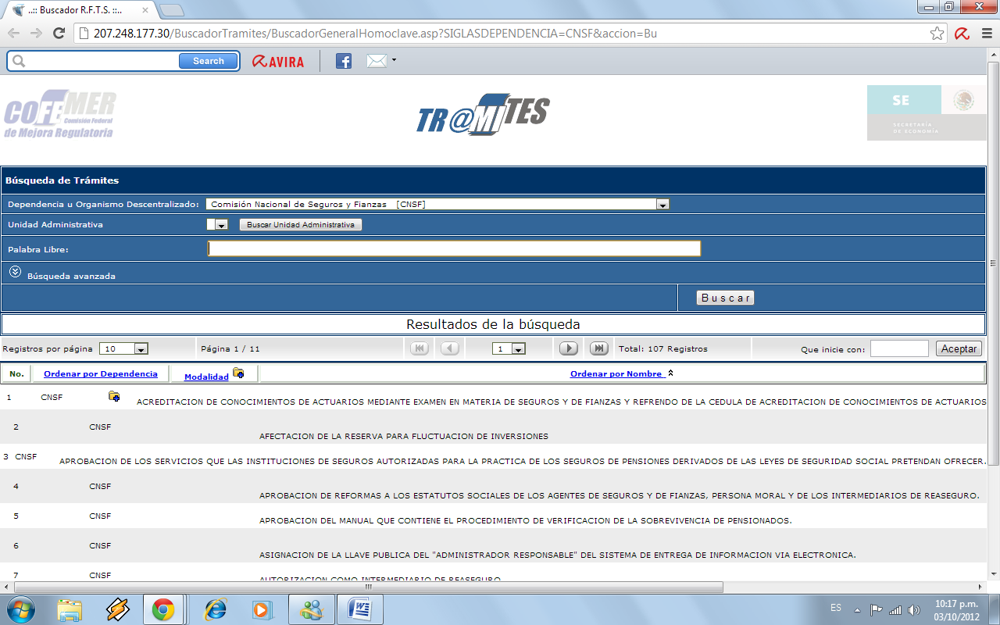 ..:: Buscador R.F.T.S. ::..
207.248.177.30/BuscadorTramites/BuscadorGeneralHomoclave.asp?SIGLASDEPENDENCIA=CNSF&accion=Bu
Search
AVIRA
COFEMER
Comisión Federal
de Mejora Regulatoria
TR@MITES
SE
SECRETARÍA
DE ECONOMÍA
Búsqueda de Trámites
Dependencia u Organismo Descentralizado: Comisión Nacional de Seguros y Fianzas [CNSF]
Unidad Administrativa Buscar Unidad Administrativa
Palabra Libre:
Búsqueda avanzada
Buscar
Resultados de la búsqueda
Registros por página 10 Página 1 / 11 1 Total: 107 Registros Que inicie con: Aceptar
No. Ordenar por Dependencia Modalidad Ordenar por Nombre
1 CNSF ACREDITACION DE CONOCIMIENTOS DE ACTUARIOS MEDIANTE EXAMEN EN MATERIA DE SEGUROS Y DE FIANZAS Y REFRENDO DE LA CEDULA DE ACREDITACION DE CONOCIMIENTOS DE ACTUARIOS
2 CNSF AFECTACION DE LA RESERVA PARA FLUCTUACION DE INVERSIONES
3 CNSF APROBACION DE LOS SERVICIOS QUE LAS INSTITUCIONES DE SEGUROS AUTORIZADAS PARA LA PRACTICA DE LOS SEGUROS DE PENSIONES DERIVADOS DE LAS LEYES DE SEGURIDAD SOCIAL PRETENDAN OFRECER.
4 CNSF APROBACION DE REFORMAS A LOS ESTATUTOS SOCIALES DE LOS AGENTES DE SEGUROS Y DE FIANZAS, PERSONA MORAL Y DE LOS INTERMEDIARIOS DE REASEGURO.
5 CNSF APROBACION DEL MANUAL QUE CONTIENE EL PROCEDIMIENTO DE VERIFICACION DE LA SOBREVIVENCIA DE PENSIONADOS.
6 CNSF ASIGNACION DE LA LLAVE PUBLICA DEL "ADMINISTRADOR RESPONSABLE" DEL SISTEMA DE ENTREGA DE INFORMACION VIA ELECTRONICA.
7 CNSF AUTORIZACION COMO INTERMEDIARIO DE REASEGURO
ES 10:17 p.m.
03/10/2012